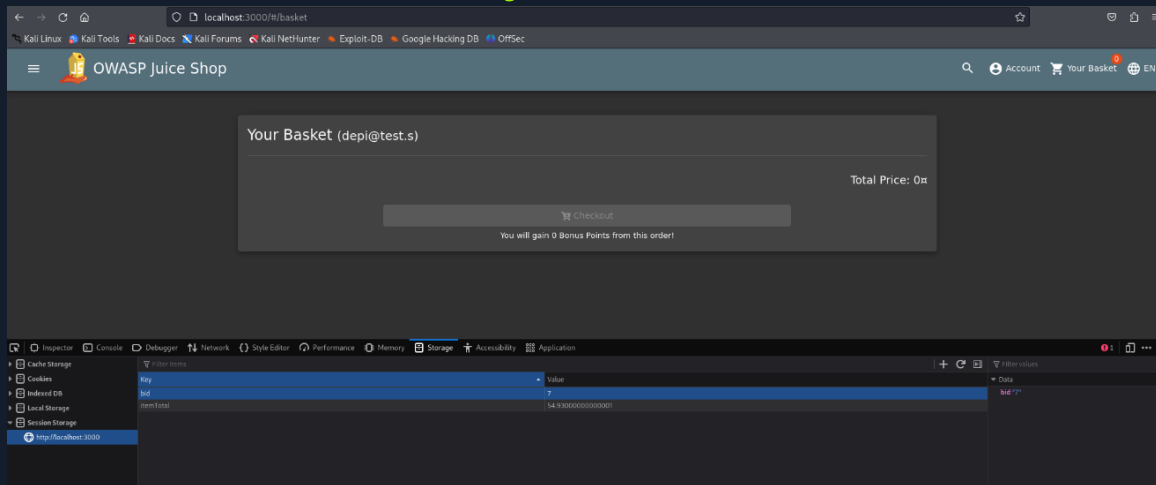 localhost:3000/#/basket
Kali Linux Kali Tools Kali Docs Kali Forums Kali NetHunter Exploit-DB Google Hacking DB OffSec
OWASP Juice Shop Account Your Basket 0 EN
Your Basket (depi@test.s)
Total Price: 0¤
Checkout
You will gain 0 Bonus Points from this order!
Inspector Console Debugger Network Style Editor Performance Memory Storage Accessibility Application 1
Cache Storage Filter Items Filter values
Cookies Key Value Data
Indexed DB bid 7 bid:"7"
Local Storage itemTotal 54.93000000000001
Session Storage
http://localhost:3000